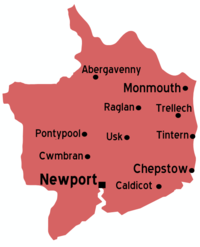 Abergavenny
Monmouth
Raglan
Trellech
Pontypool
Usk
Tintern
Cwmbran
Chepstow
Newport
Caldicot